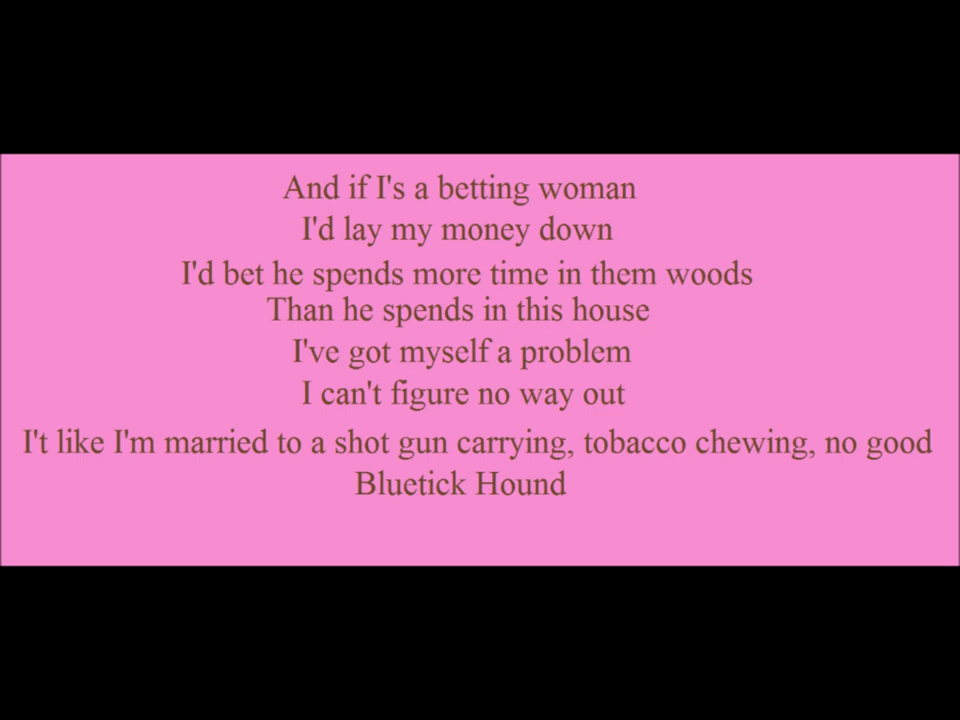 And if I's a betting woman
I'd lay my money down
I'd bet he spends more time in them woods
Than he spends in this house
I've got myself a problem
I can't figure no way out
I't like I'm married to a shot gun carrying, tobacco chewing, no good
Bluetick Hound